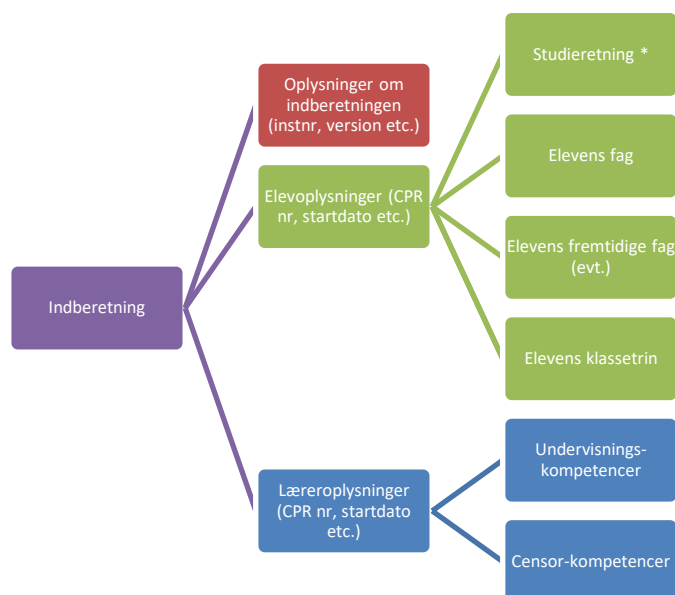 Indberetning
Oplysninger om
indberetningen
(instnr, version etc.)
Elevoplysninger (CPR
nr, startdato etc.)
Studieretning *
Elevens fag
Elevens fremtidige fag
(evt.)
Elevens klassetrin
Læreroplysninger
(CPR nr, startdato
etc.)
Undervisnings-
kompetencer
Censor-kompetencer